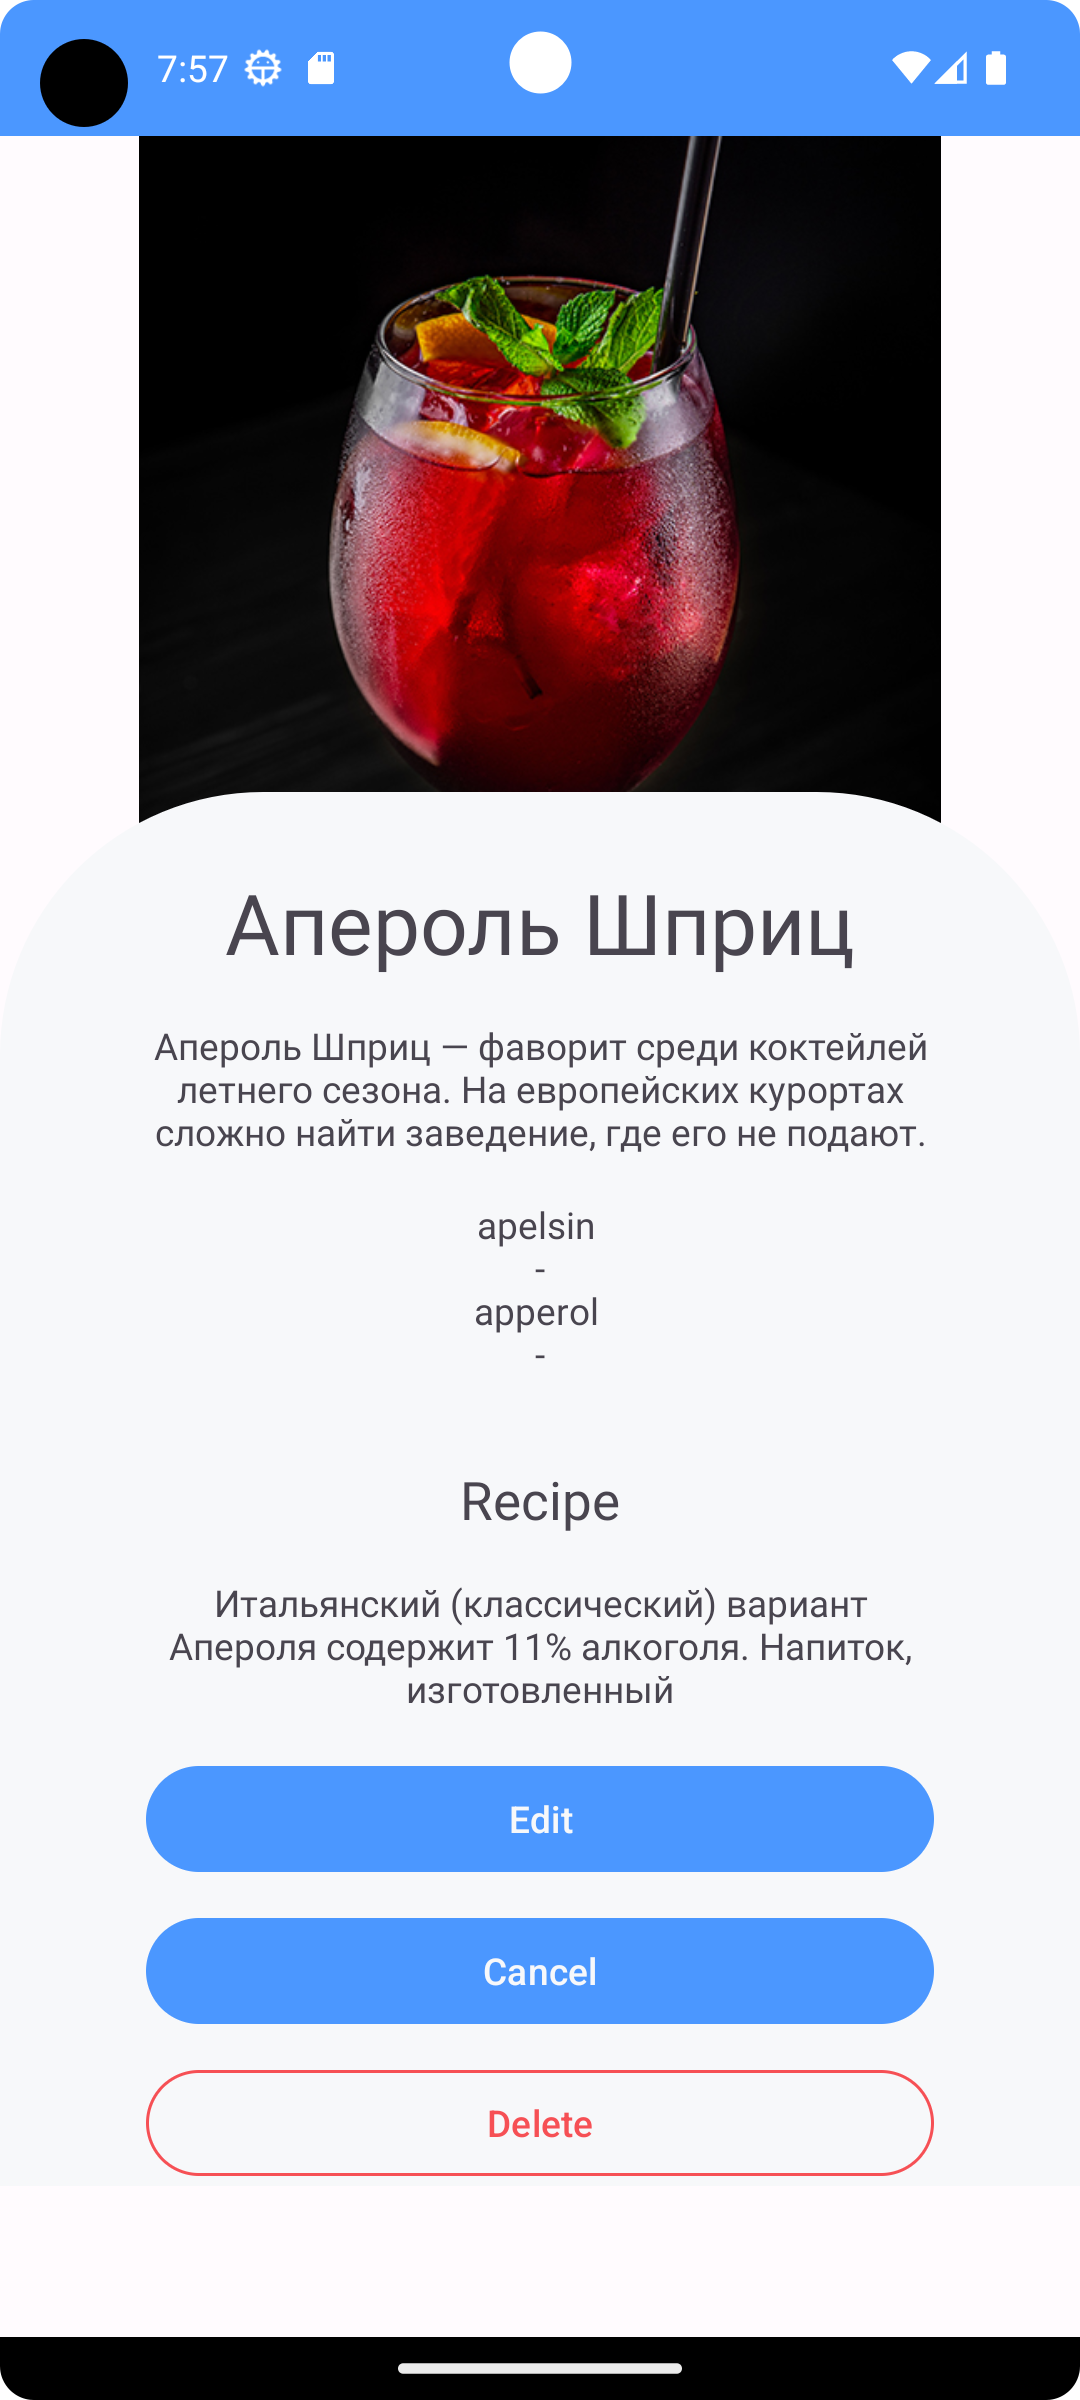 7:57
Апероль Шприц
Апероль Шприц — фаворит среди коктейлей
летнего сезона. На европейских курортах
сложно найти заведение, где его не подают.
apelsin
-
apperol
-
Recipe
Итальянский (классический) вариант
Апероля содержит 11% алкоголя. Напиток,
изготовленный
Edit
Cancel
Delete